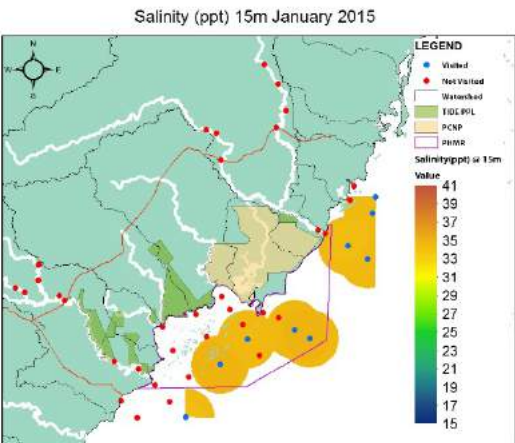 Salinity (ppt) 15m January 2015
N
W
E
S
LEGEND
Visited
Not Visited
Watershed
TIDE PPL
PCNP
PHMR
Salinity(ppt) @ 15m
Value
41
39
37
35
33
31
29
27
25
23
21
19
17
15